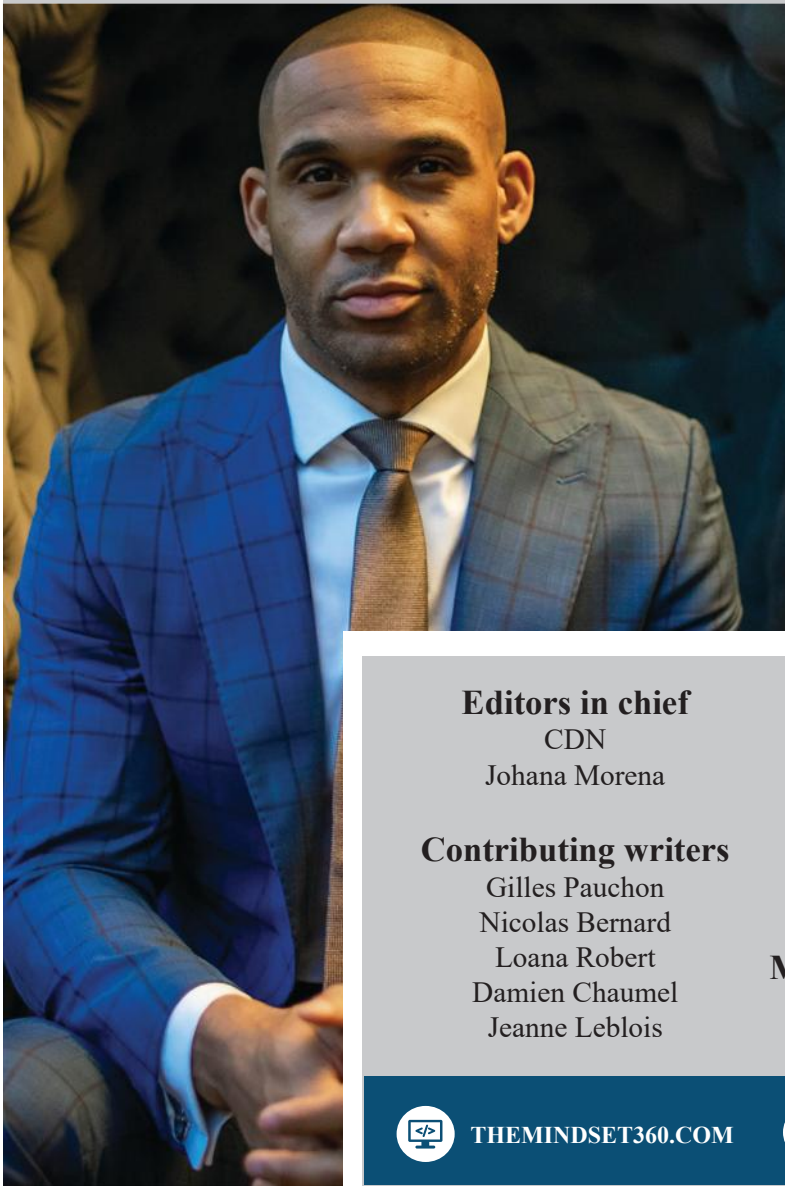 Editors in chief
CDN
Johana Morena
Contributing writers
Gilles Pauchon
Nicolas Bernard
Loana Robert
Damien Chaumel
Jeanne Leblois
THEMINDSET360.COM